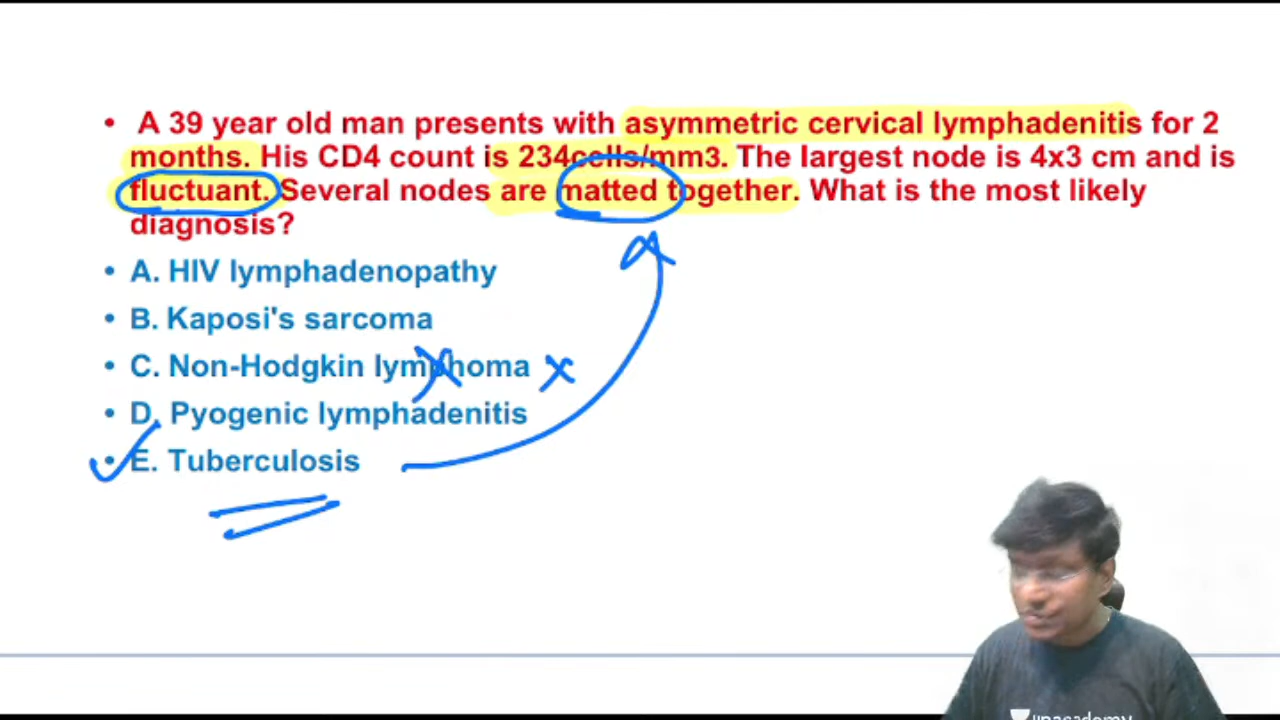 • A 39 year old man presents with asymmetric cervical lymphadenitis for 2
months. His CD4 count is 234cells/mm3. The largest node is 4x3 cm and is
fluctuant. Several nodes are matted together. What is the most likely
diagnosis?
• A. HIV lymphadenopathy
• B. Kaposi's sarcoma
• C. Non-Hodgkin lymphoma
• D. Pyogenic lymphadenitis
• E. Tuberculosis
unacademy